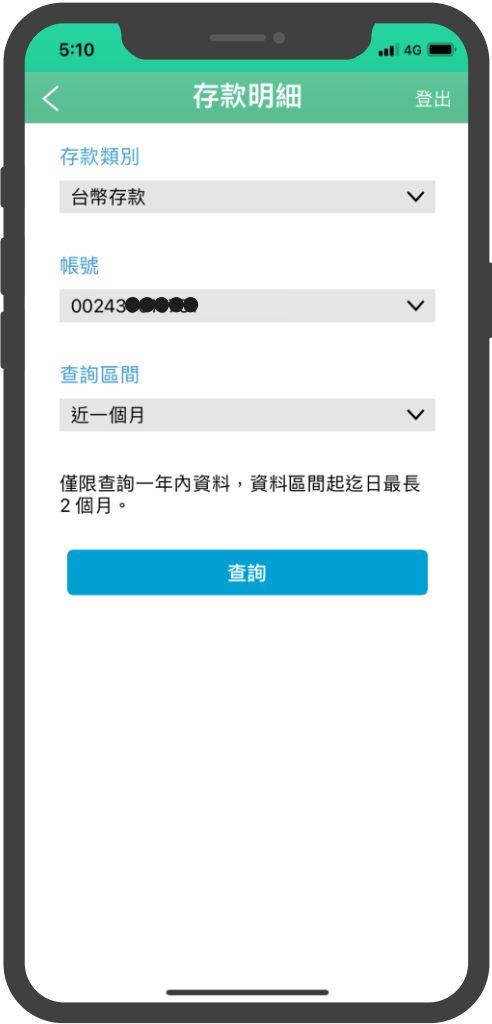 5:10
4G
存款明細
登出
存款類別
台幣存款
帳號
00243
查詢區間
近一個月
僅限查詢一年內資料，資料區間起迄日最長
2 個月。
查詢